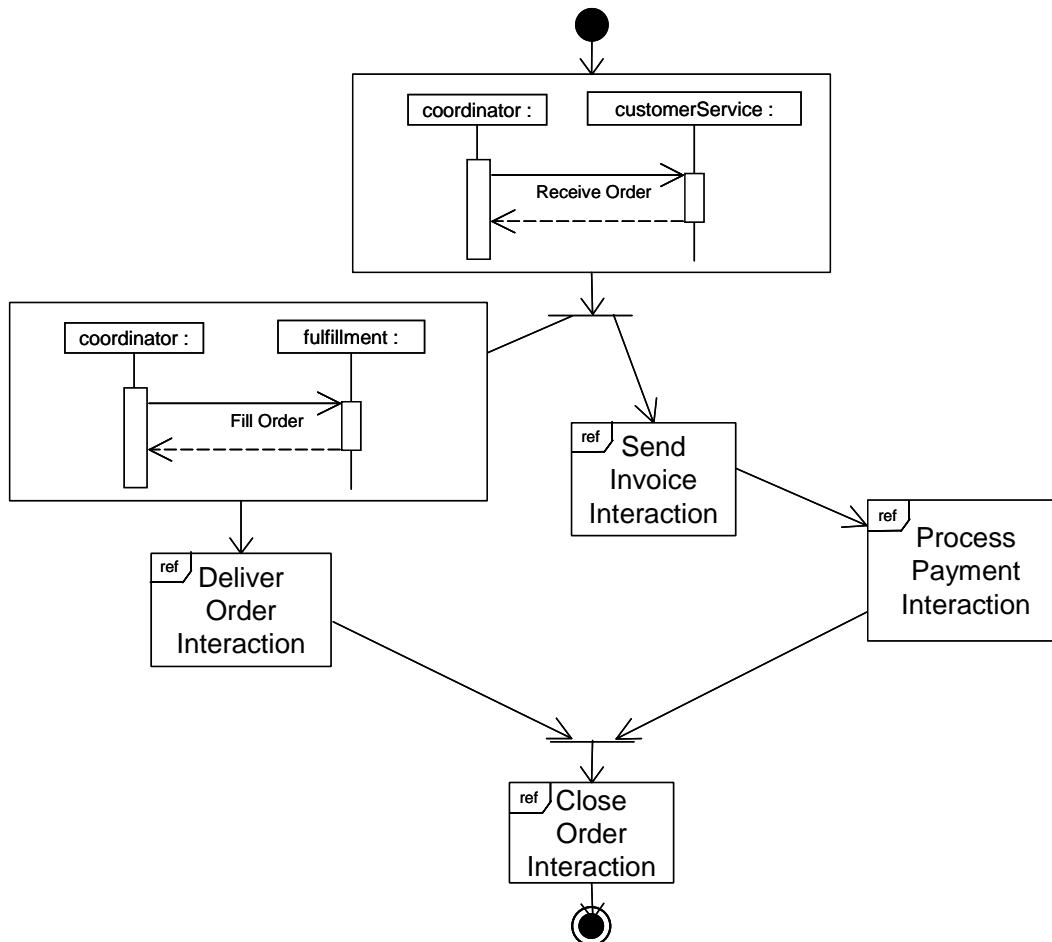 coordinator :
customerService :
Receive Order
coordinator :
fulfillment :
Fill Order
ref
Send
Invoice
Interaction
ref
Process
Payment
Interaction
ref
Deliver
Order
Interaction
ref
Close
Order
Interaction